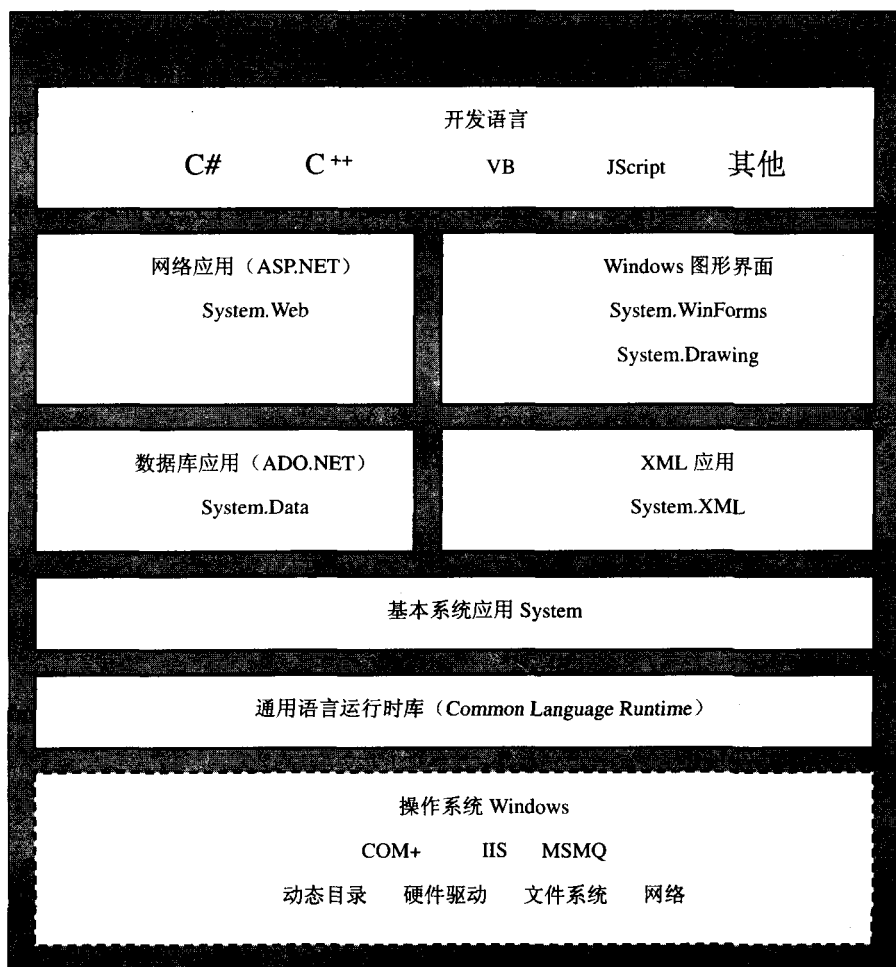 开发语言
C# C++ VB JScript 其他
网络应用（ASP.NET）
System.Web
Windows 图形界面
System.WinForms
System.Drawing
数据库应用（ADO.NET）
System.Data
XML 应用
System.XML
基本系统应用 System
通用语言运行时库（Common Language Runtime）
操作系统 Windows
COM+ IIS MSMQ
动态目录 硬件驱动 文件系统 网络